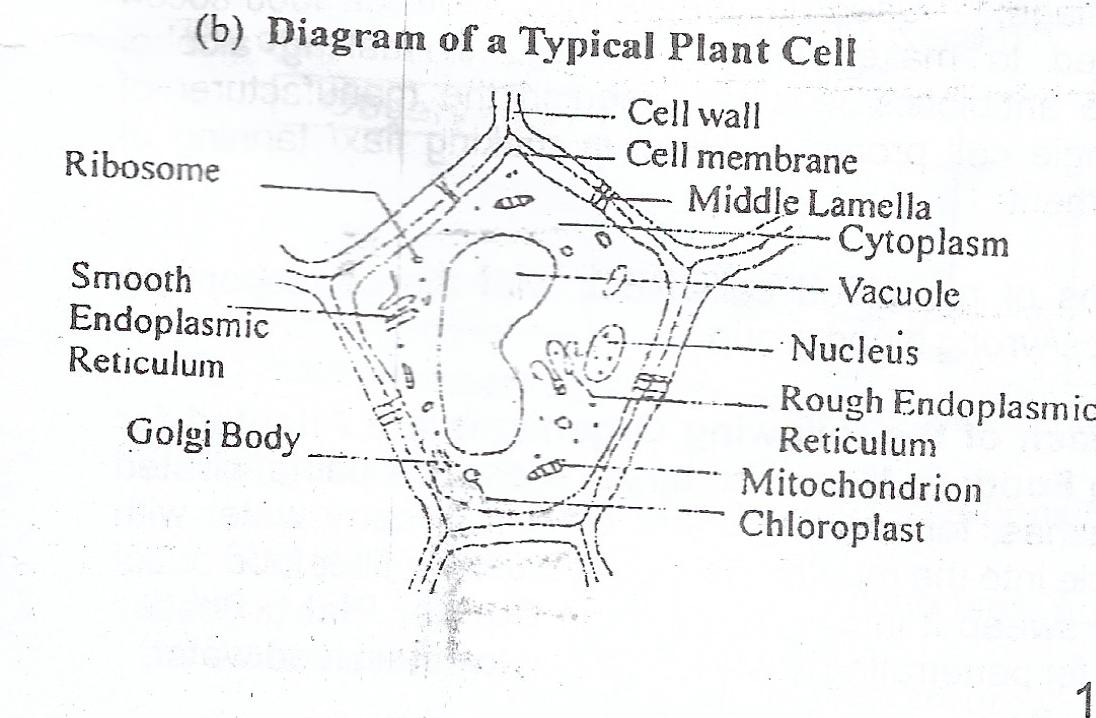 (b) Diagram of a Typical Plant Cell
Cell wall
Cell membrane
Ribosome
Middle Lamella
Cytoplasm
Smooth
Endoplasmic
Reticulum
Vacuole
Nucleus
Rough Endoplasmic
Reticulum
Golgi Body
Mitochondrion
Chloroplast
1